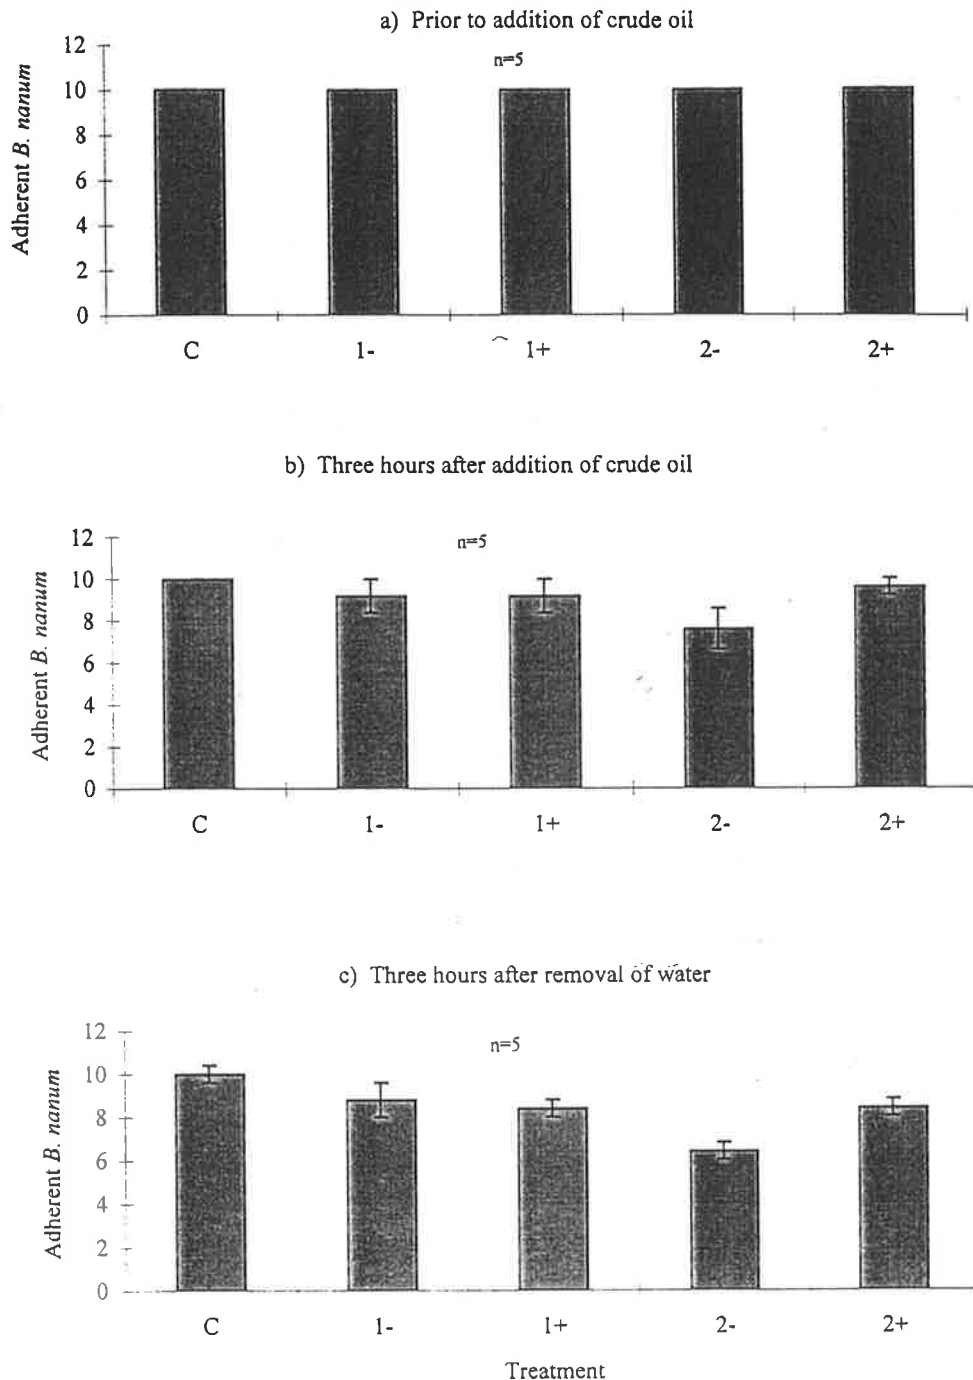 a) Prior to addition of crude oil
n=5
Adherent B. nanum
12
10
8
6
4
2
0
C 1- 1+ 2- 2+
b) Three hours after addition of crude oil
n=5
Adherent B. nanum
12
10
8
6
4
2
0
C 1- 1+ 2- 2+
c) Three hours after removal of water
n=5
Adherent B. nanum
12
10
8
6
4
2
0
C 1- 1+ 2- 2+
Treatment